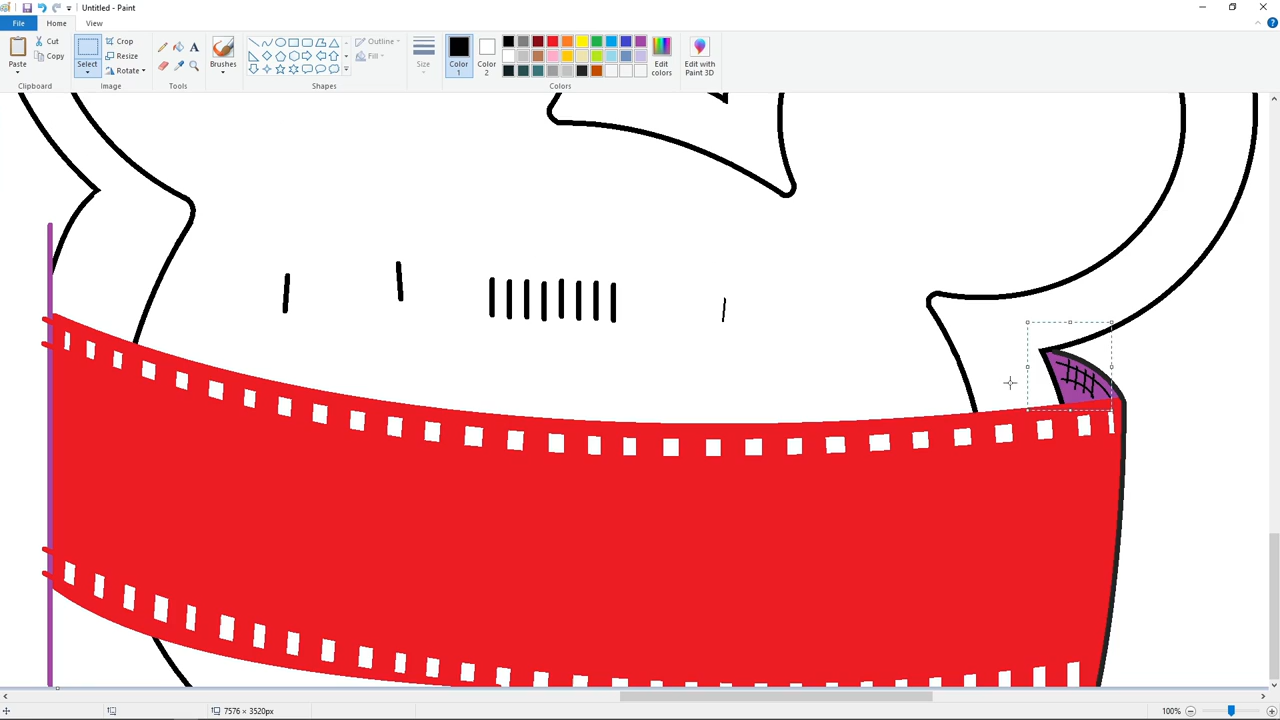 Untitled - Paint
File Home View
Paste
Cut
Copy
Clipboard
Select
Crop
Resize
Rotate
Image
A
Tools
Brushes
Outline
Fill
Shapes
Size
Color 1
Color 2
Edit colors
Colors
Edit with Paint 3D
7576 × 3520px
100%